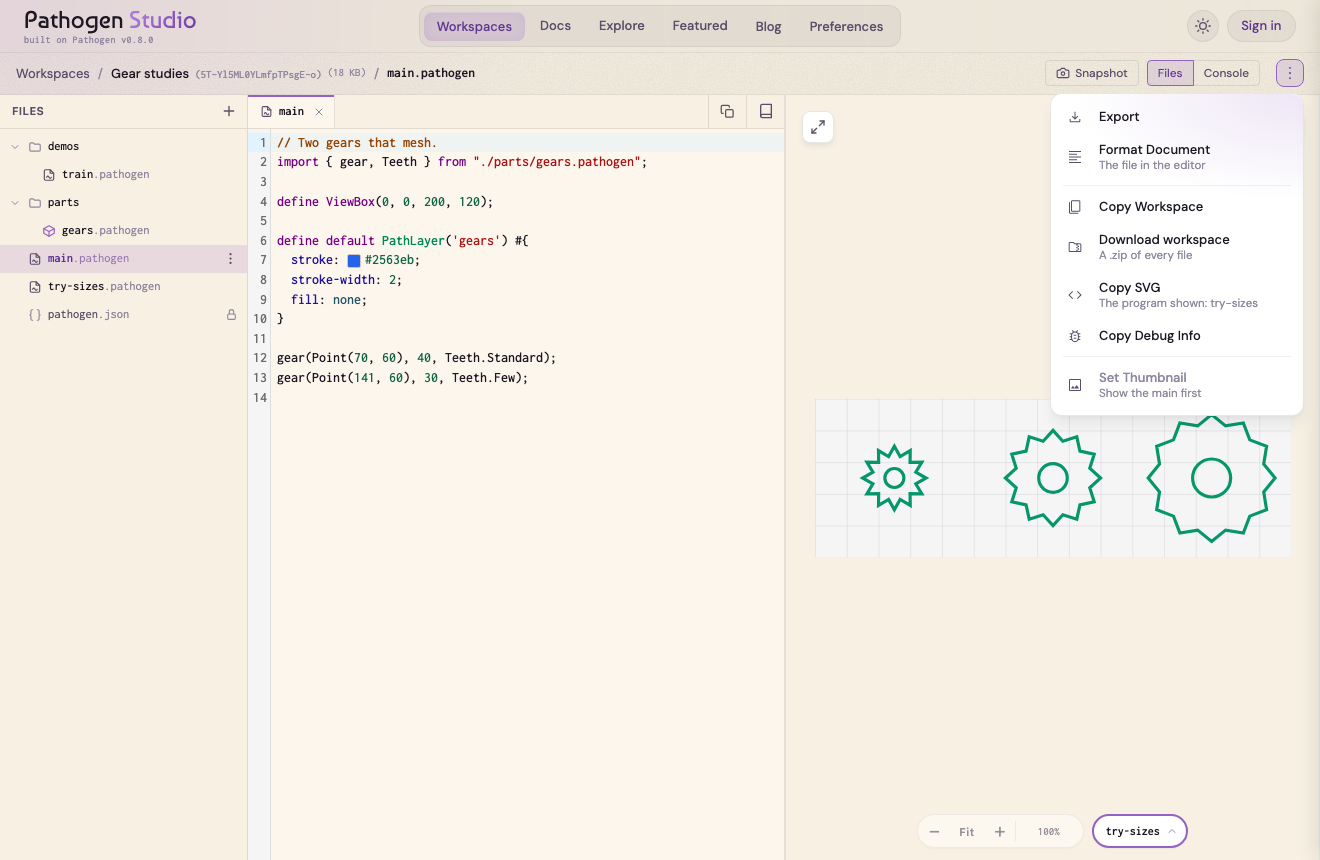 Pathogen Studio
built on Pathogen v0.8.0
Workspaces
Docs
Explore
Featured
Blog
Preferences
Sign in
Workspaces / Gear studies (5T-Yl5ML0YLmfpTPsgE-o) (18 KB) / main.pathogen
Snapshot
Files
Console
FILES
demos
train.pathogen
parts
gears.pathogen
main.pathogen
try-sizes.pathogen
{ } pathogen.json
main
1 // Two gears that mesh.
2 import { gear, Teeth } from "./parts/gears.pathogen";
3
4 define ViewBox(0, 0, 200, 120);
5
6 define default PathLayer('gears') #{
7 stroke: #2563eb;
8 stroke-width: 2;
9 fill: none;
10 }
11
12 gear(Point(70, 60), 40, Teeth.Standard);
13 gear(Point(141, 60), 30, Teeth.Few);
14
Export
Format Document
The file in the editor
Copy Workspace
Download workspace
A .zip of every file
Copy SVG
The program shown: try-sizes
Copy Debug Info
Set Thumbnail
Show the main first
Fit
100%
try-sizes